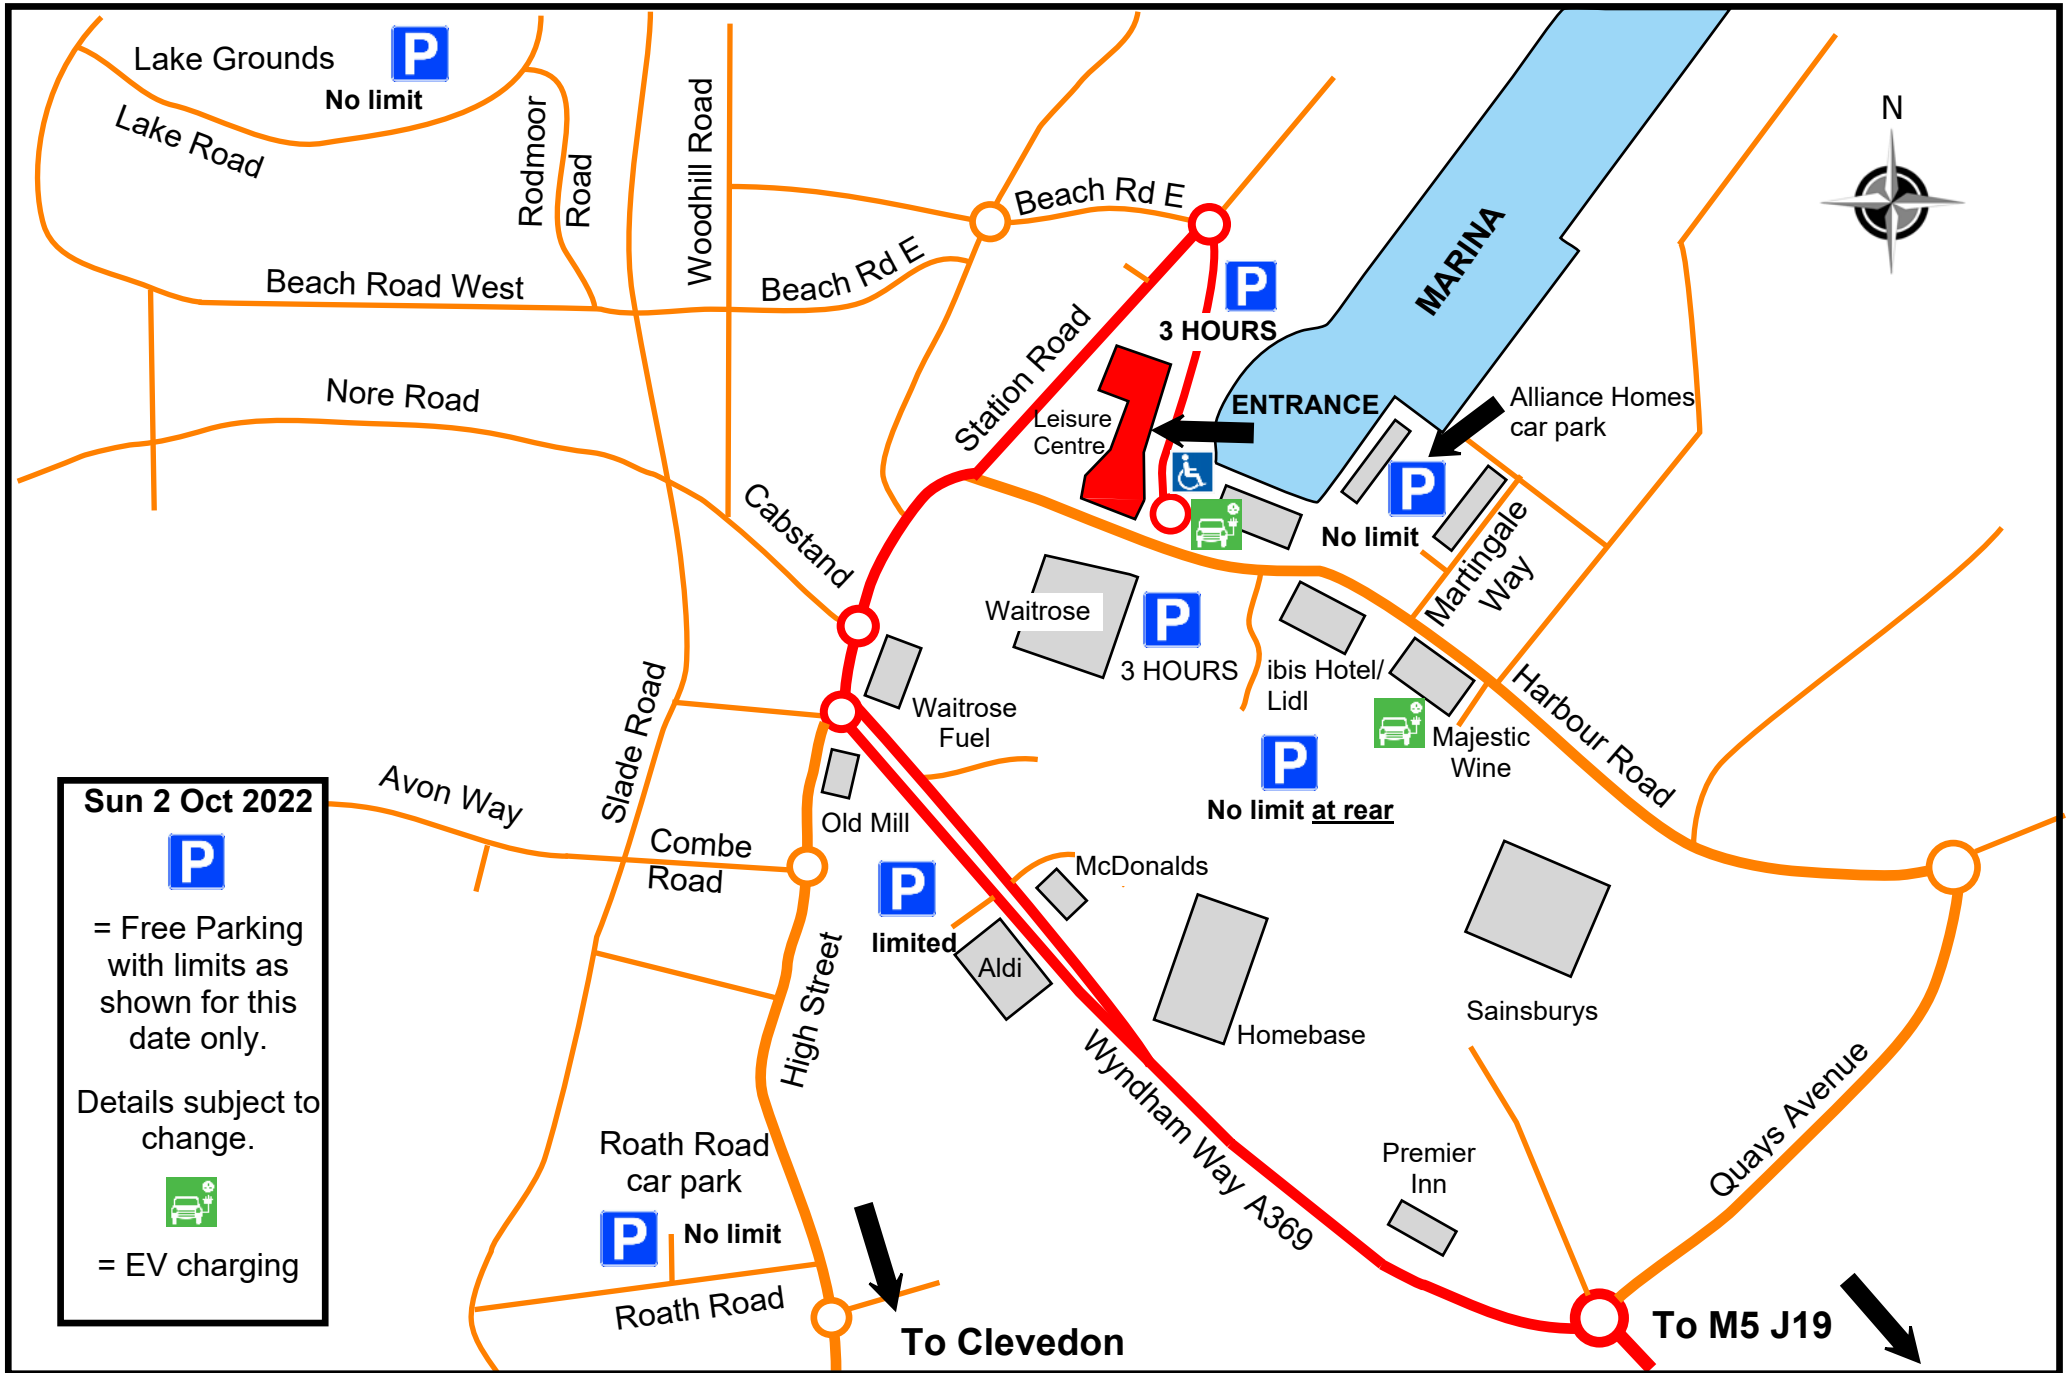 Lake Grounds
P
No limit
Lake Road
Rodmoor
Road
Woodhill Road
Beach Rd E
Beach Road West
Beach Rd E
N
MARINA
P
3 HOURS
Station Road
Nore Road
ENTRANCE
Leisure
Centre
Alliance Homes
car park
P
No limit
Martingale
Way
Cabstand
Waitrose
P
3 HOURS
ibis Hotel/
Lidl
P
No limit at rear
Majestic
Wine
Harbour Road
Waitrose
Fuel
Slade Road
Old Mill
Avon Way
Combe
Road
P
limited
McDonalds
Aldi
Homebase
Sainsburys
High Street
Wyndham Way A369
Quays Avenue
Premier
Inn
Roath Road
car park
P
No limit
Roath Road
To Clevedon
To M5 J19
Sun 2 Oct 2022
P
= Free Parking
with limits as
shown for this
date only.
Details subject to
change.
= EV charging